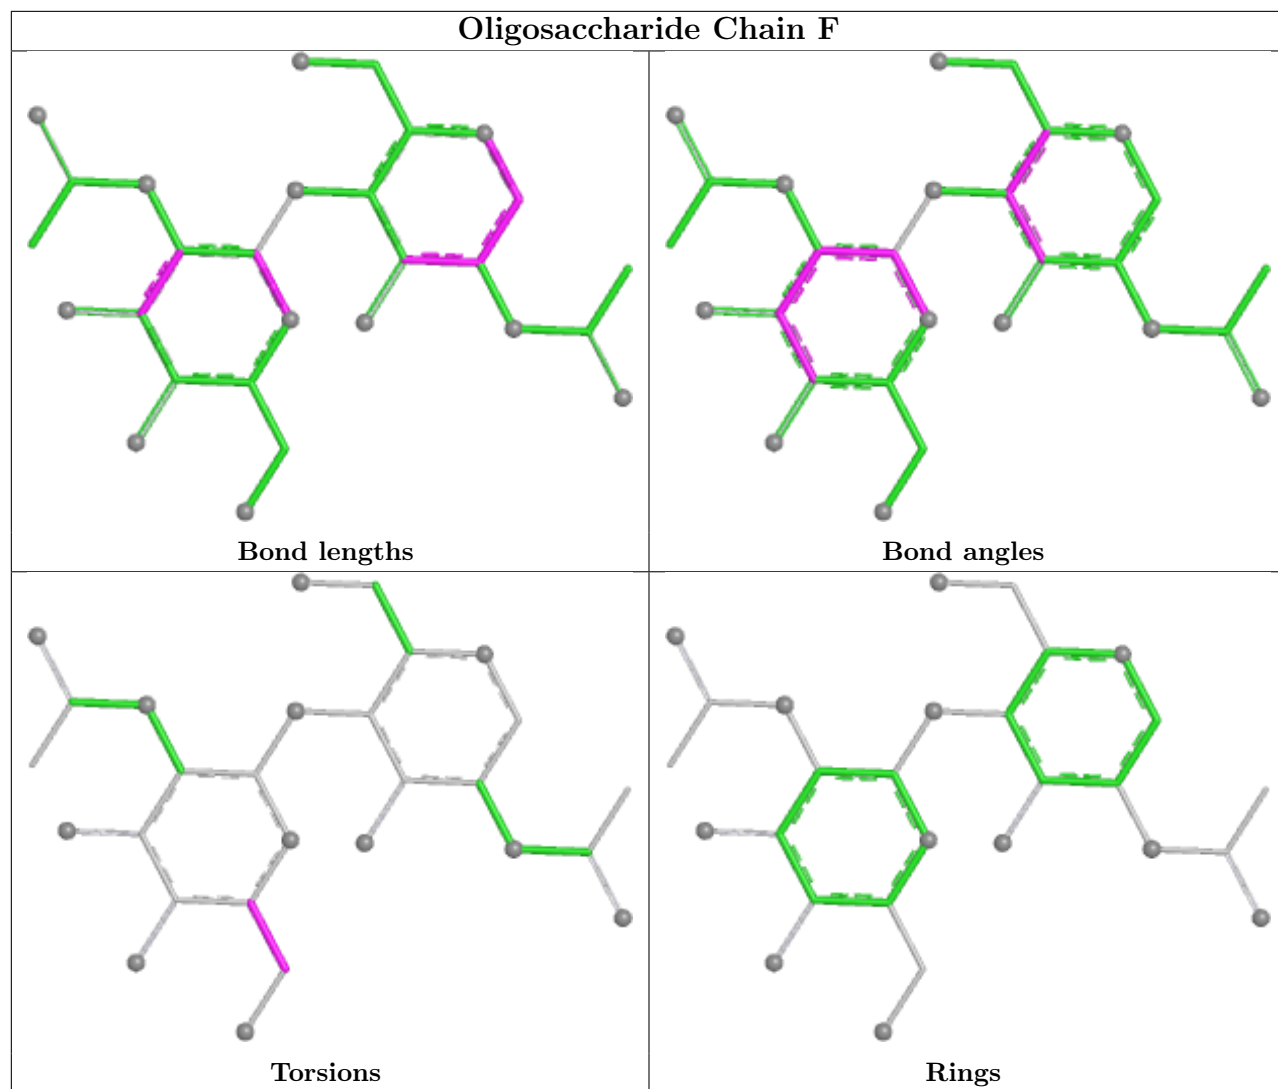 Oligosaccharide Chain F
Bond lengths
Bond angles
Torsions
Rings